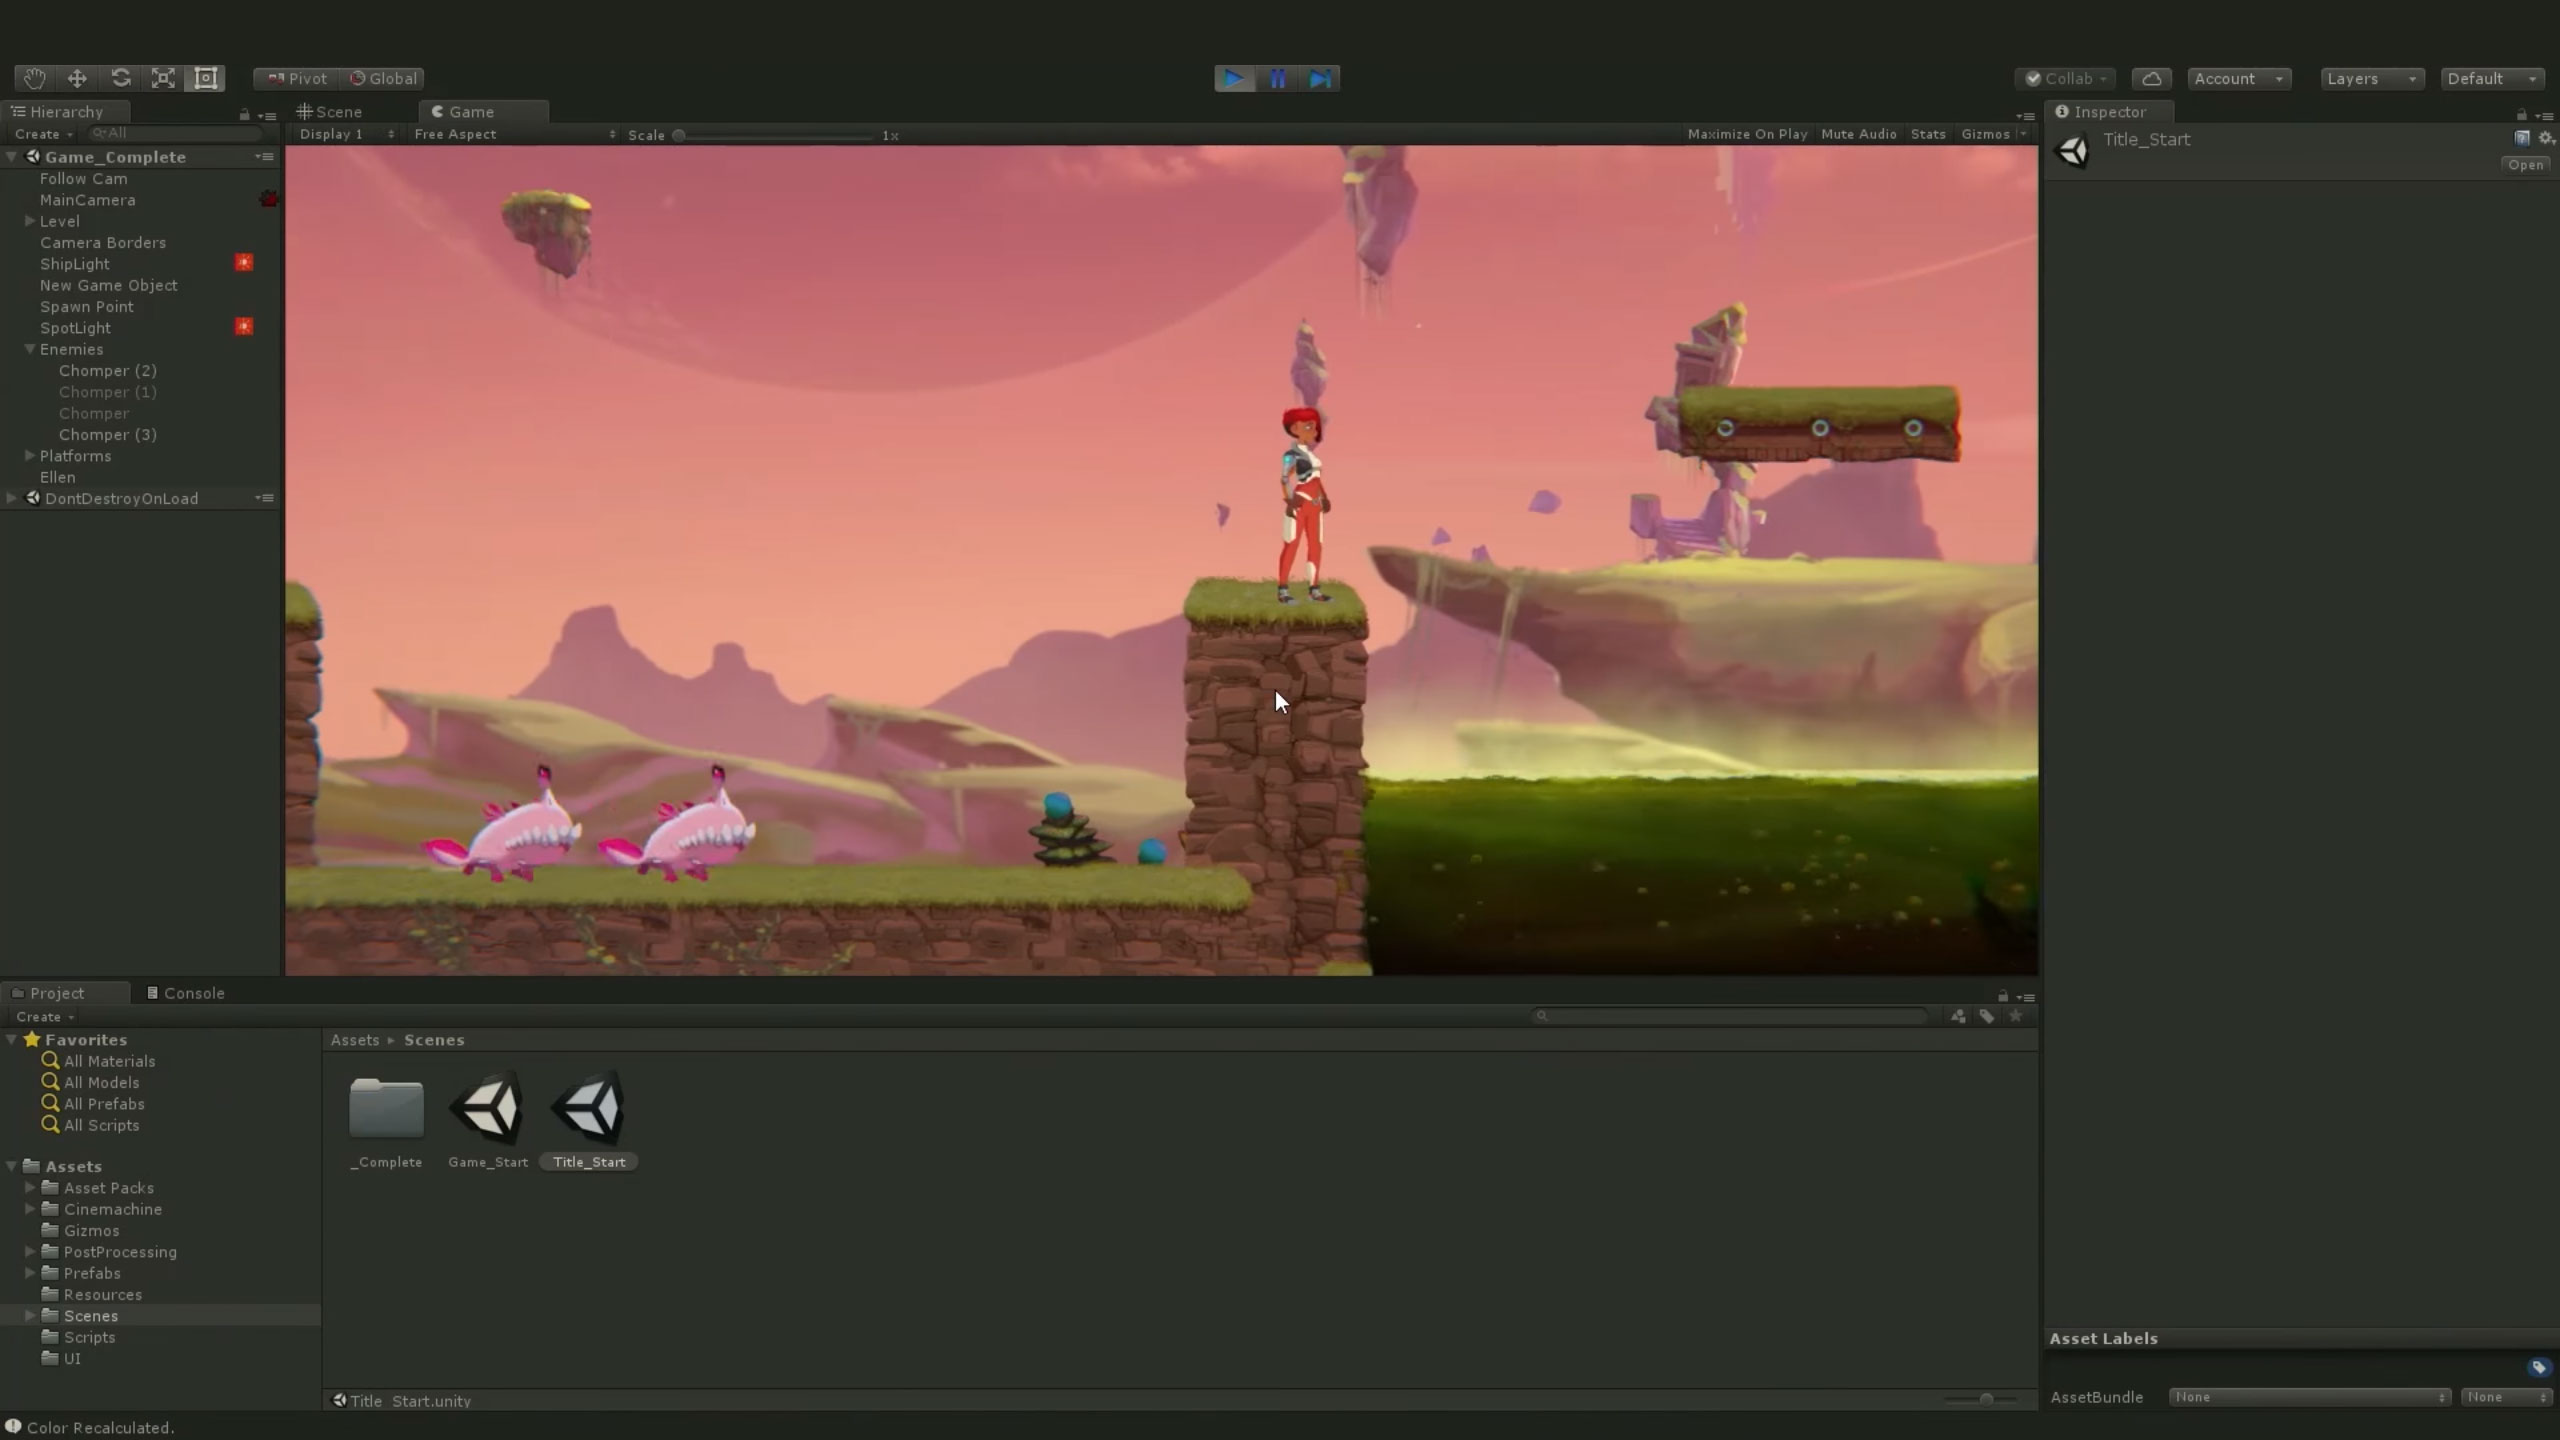 Pivot Global Collab Account Layers Default
Hierarchy Scene Game Inspector
Create All Display 1 Free Aspect Scale 1x Maximize On Play Mute Audio Stats Gizmos Title_Start
Open
Game_Complete
Follow Cam
MainCamera
Level
Camera Borders
ShipLight
New Game Object
Spawn Point
SpotLight
Enemies
Chomper (2)
Chomper (1)
Chomper
Chomper (3)
Platforms
Ellen
DontDestroyOnLoad
Project Console
Create
Favorites Assets Scenes
All Materials
All Models
All Prefabs
All Scripts
_Complete Game_Start Title_Start
Assets
Asset Packs
Cinemachine
Gizmos
PostProcessing
Prefabs
Resources
Scenes
Scripts
UI
Asset Labels
Title_Start.unity AssetBundle None None
Color Recalculated.